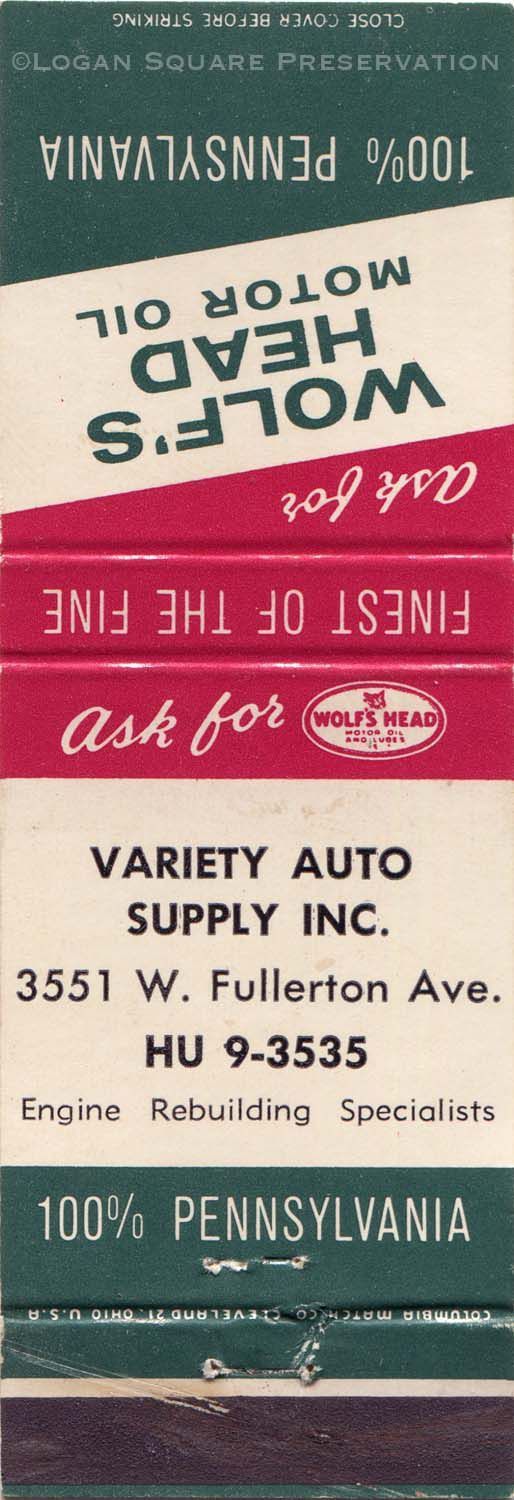 CLOSE COVER BEFORE STRIKING
©LOGAN SQUARE PRESERVATION
100% PENNSYLVANIA
Ask for
WOLF'S
HEAD
MOTOR OIL
FINEST OF THE FINE
Ask for
WOLF'S HEAD
MOTOR OIL
AND LUBES
VARIETY AUTO
SUPPLY INC.
3551 W. Fullerton Ave.
HU 9-3535
Engine Rebuilding Specialists
100% PENNSYLVANIA
COLUMBIA MATCH CO. CLEVELAND 21, OHIO U.S.A